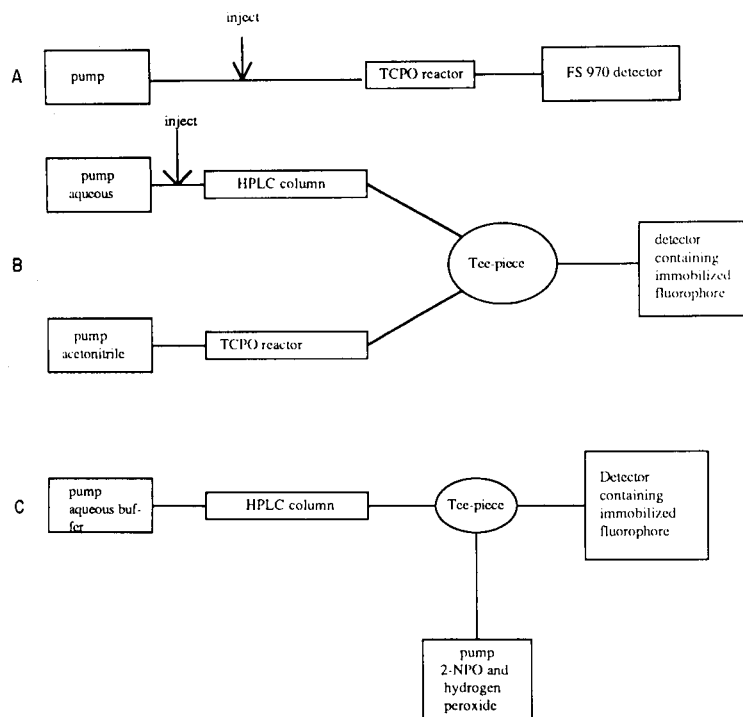 inject
A
pump
TCPO reactor
FS 970 detector
inject
pump
aqueous
HPLC column
B
Tee-piece
detector
containing
immobilized
fluorophore
pump
acetonitrile
TCPO reactor
C
pump
aqueous buf-
fer
HPLC column
Tee-piece
Detector
containing
immobilized
fluorophore
pump
2-NPO and
hydrogen
peroxide